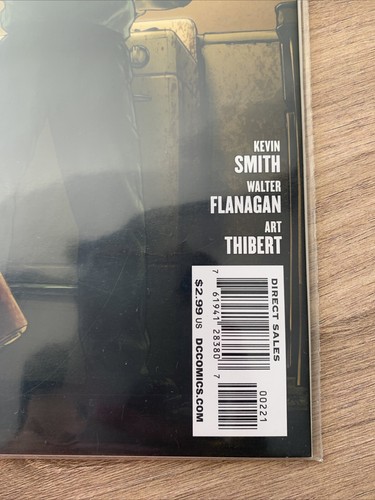 KEVIN
SMITH
WALTER
FLANAGAN
ART
THIBERT
DIRECT SALES
7 61941 28380 7
00221
$2.99 US DCCOMICS.COM